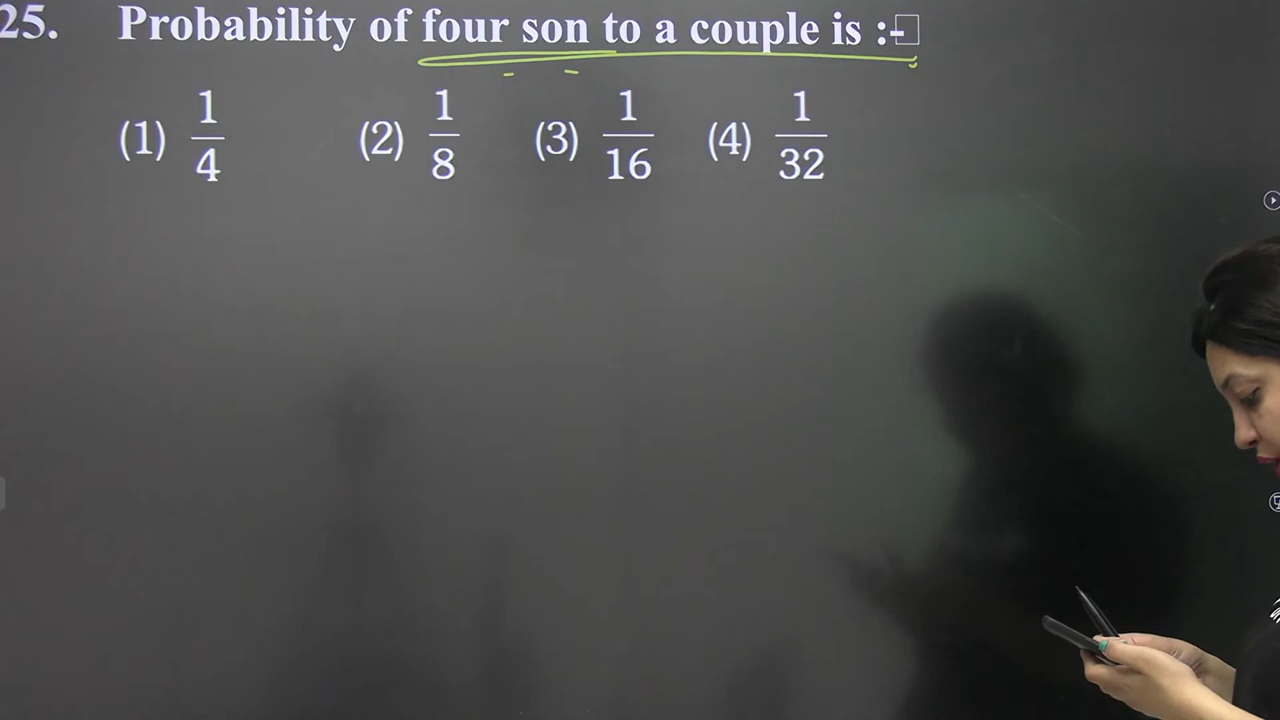 25. Probability of four son to a couple is :-□
(1) 1/4 (2) 1/8 (3) 1/16 (4) 1/32